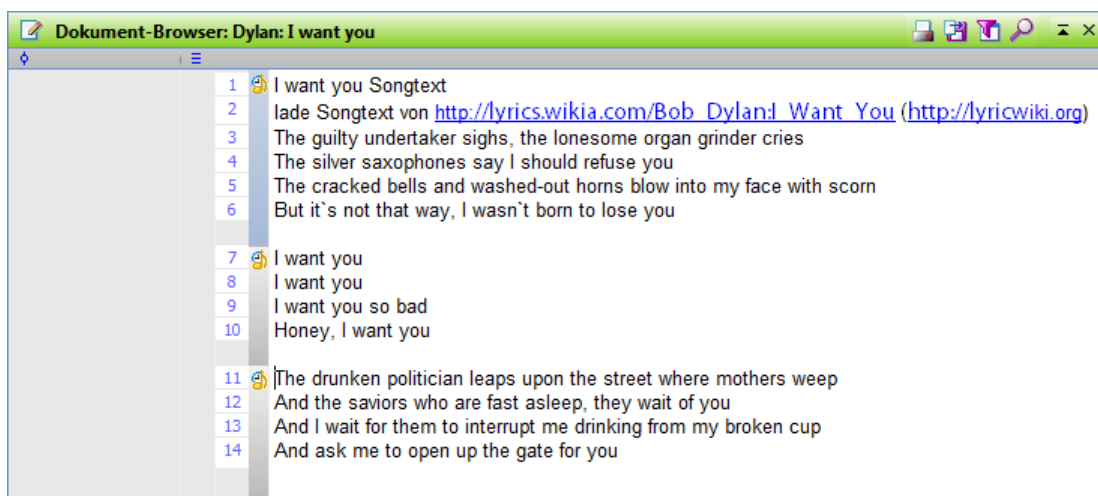 Dokument-Browser: Dylan: I want you
1 I want you Songtext
2 lade Songtext von http://lyrics.wikia.com/Bob_Dylan:I_Want_You (http://lyricwiki.org)
3 The guilty undertaker sighs, the lonesome organ grinder cries
4 The silver saxophones say I should refuse you
5 The cracked bells and washed-out horns blow into my face with scorn
6 But it`s not that way, I wasn`t born to lose you
7 I want you
8 I want you
9 I want you so bad
10 Honey, I want you
11 The drunken politician leaps upon the street where mothers weep
12 And the saviors who are fast asleep, they wait of you
13 And I wait for them to interrupt me drinking from my broken cup
14 And ask me to open up the gate for you